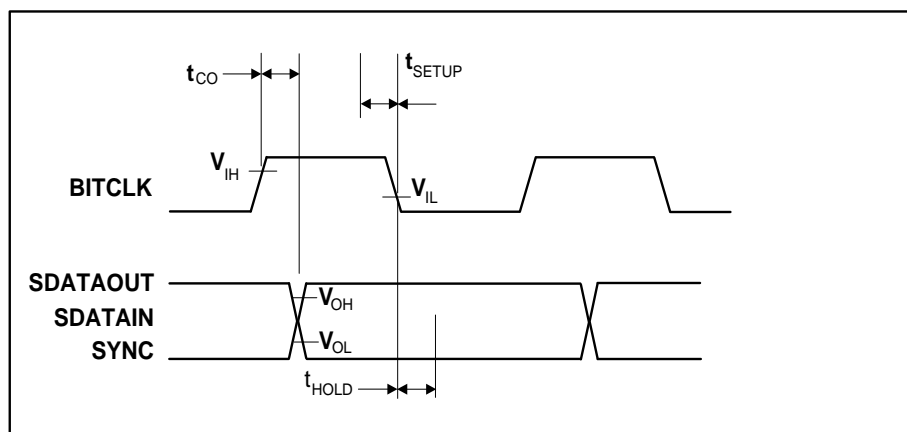 tCO
tSETUP
VIH
BITCLK
VIL
SDATAOUT
VOH
SDATAIN
SYNC
VOL
tHOLD